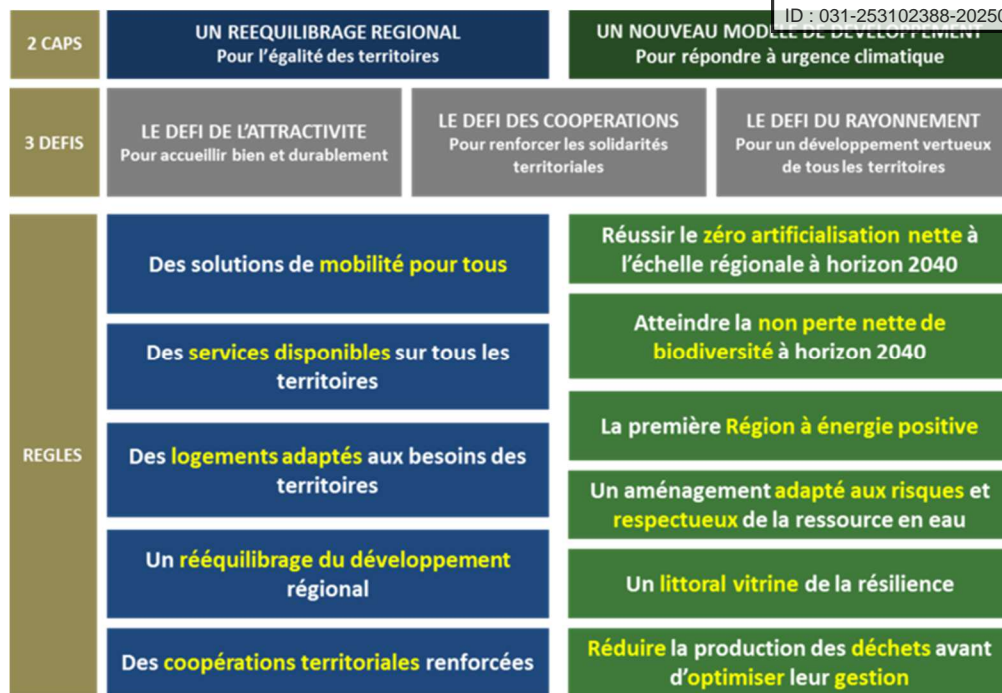 ID : 031-253102388-20250
2 CAPS
UN REEQUILIBRAGE REGIONAL
Pour l'égalité des territoires
UN NOUVEAU MODELE DE DEVELOPPEMENT
Pour répondre à urgence climatique
3 DEFIS
LE DEFI DE L'ATTRACTIVITE
Pour accueillir bien et durablement
LE DEFI DES COOPERATIONS
Pour renforcer les solidarités
territoriales
LE DEFI DU RAYONNEMENT
Pour un développement vertueux
de tous les territoires
REGLES
Des solutions de mobilité pour tous
Des services disponibles sur tous les
territoires
Des logements adaptés aux besoins des
territoires
Un rééquilibrage du développement
régional
Des coopérations territoriales renforcées
Réussir le zéro artificialisation nette à
l'échelle régionale à horizon 2040
Atteindre la non perte nette de
biodiversité à horizon 2040
La première Région à énergie positive
Un aménagement adapté aux risques et
respectueux de la ressource en eau
Un littoral vitrine de la résilience
Réduire la production des déchets avant
d'optimiser leur gestion